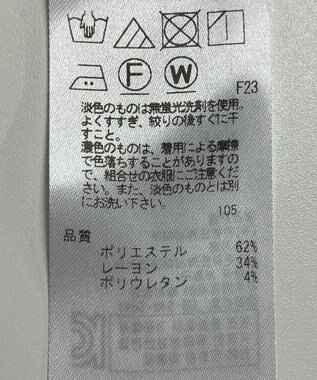 F W F23
淡色のものは無蛍光洗剤を使用。
よくすすぎ、絞りの後すぐに干
すこと。
濃色のものは、着用による摩擦
で色落ちすることがありますの
で、組合せの衣服にご注意くだ
さい。また、淡色のものとは別
にお洗い下さい。
105
品質
ポリエステル 62%
レーヨン 34%
ポリウレタン 4%